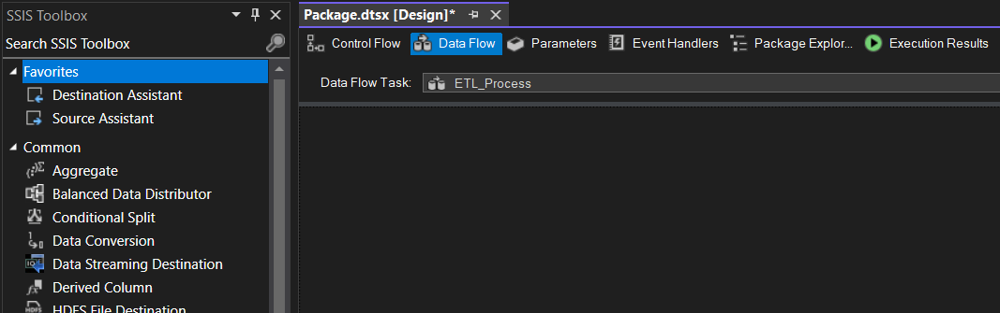 SSIS Toolbox
Search SSIS Toolbox
Favorites
Destination Assistant
Source Assistant
Common
Aggregate
Balanced Data Distributor
Conditional Split
Data Conversion
Data Streaming Destination
Derived Column
HDFS File Destination
Package.dtsx [Design]*
Control Flow Data Flow Parameters Event Handlers Package Explor... Execution Results
Data Flow Task: ETL_Process